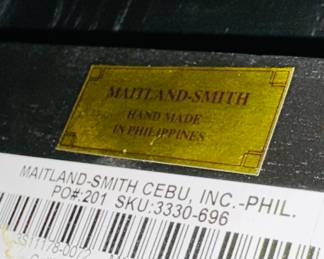 MAITLAND-SMITH
HAND MADE
IN PHILIPPINES
MAITLAND-SMITH CEBU, INC.-PHIL.
PO#:201 SKU:3330-696